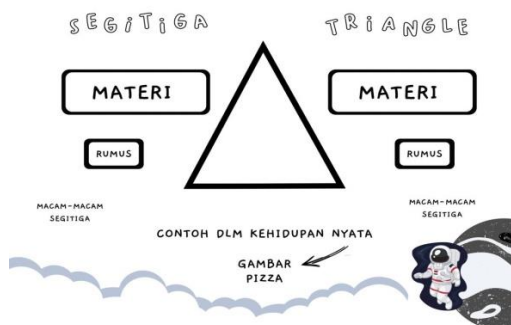 SEGITIGA
TRIANGLE
MATERI
MATERI
RUMUS
RUMUS
MACAM-MACAM
SEGITIGA
MACAM-MACAM
SEGITIGA
CONTOH DLM KEHIDUPAN NYATA
GAMBAR
PIZZA